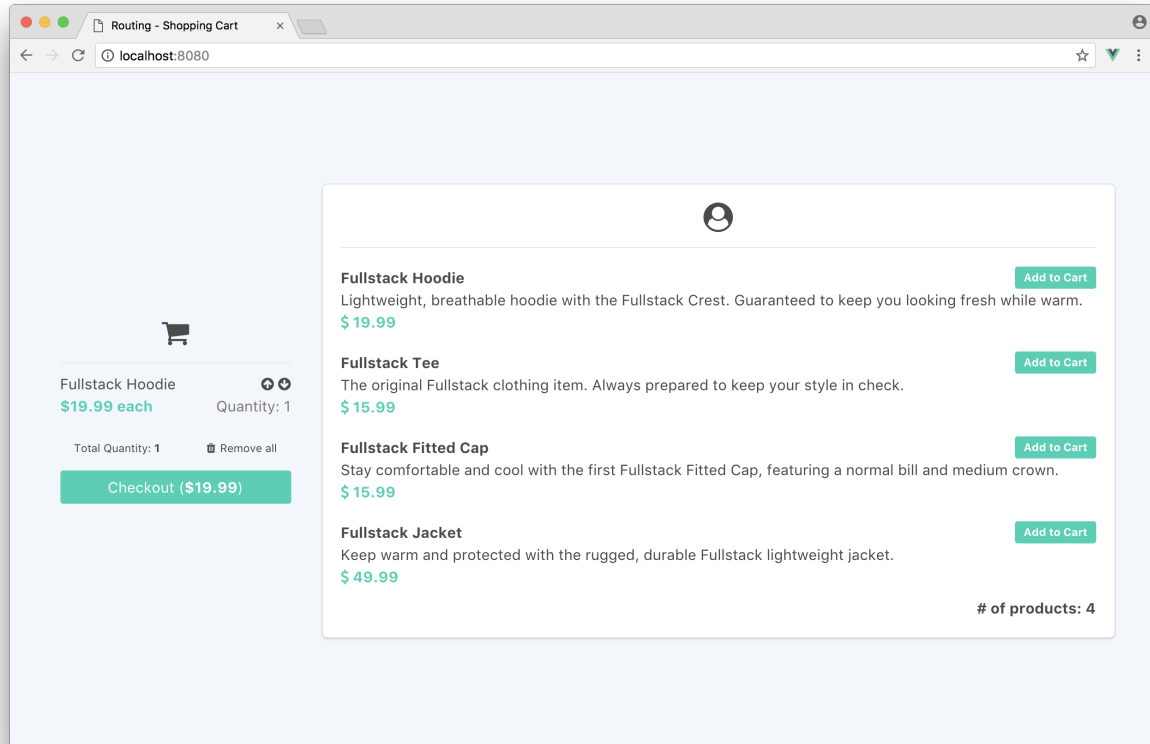 Routing - Shopping Cart
localhost:8080
Fullstack Hoodie
$19.99 each Quantity: 1
Total Quantity: 1 Remove all
Checkout ($19.99)
Fullstack Hoodie Add to Cart
Lightweight, breathable hoodie with the Fullstack Crest. Guaranteed to keep you looking fresh while warm.
$ 19.99
Fullstack Tee Add to Cart
The original Fullstack clothing item. Always prepared to keep your style in check.
$ 15.99
Fullstack Fitted Cap Add to Cart
Stay comfortable and cool with the first Fullstack Fitted Cap, featuring a normal bill and medium crown.
$ 15.99
Fullstack Jacket Add to Cart
Keep warm and protected with the rugged, durable Fullstack lightweight jacket.
$ 49.99
# of products: 4